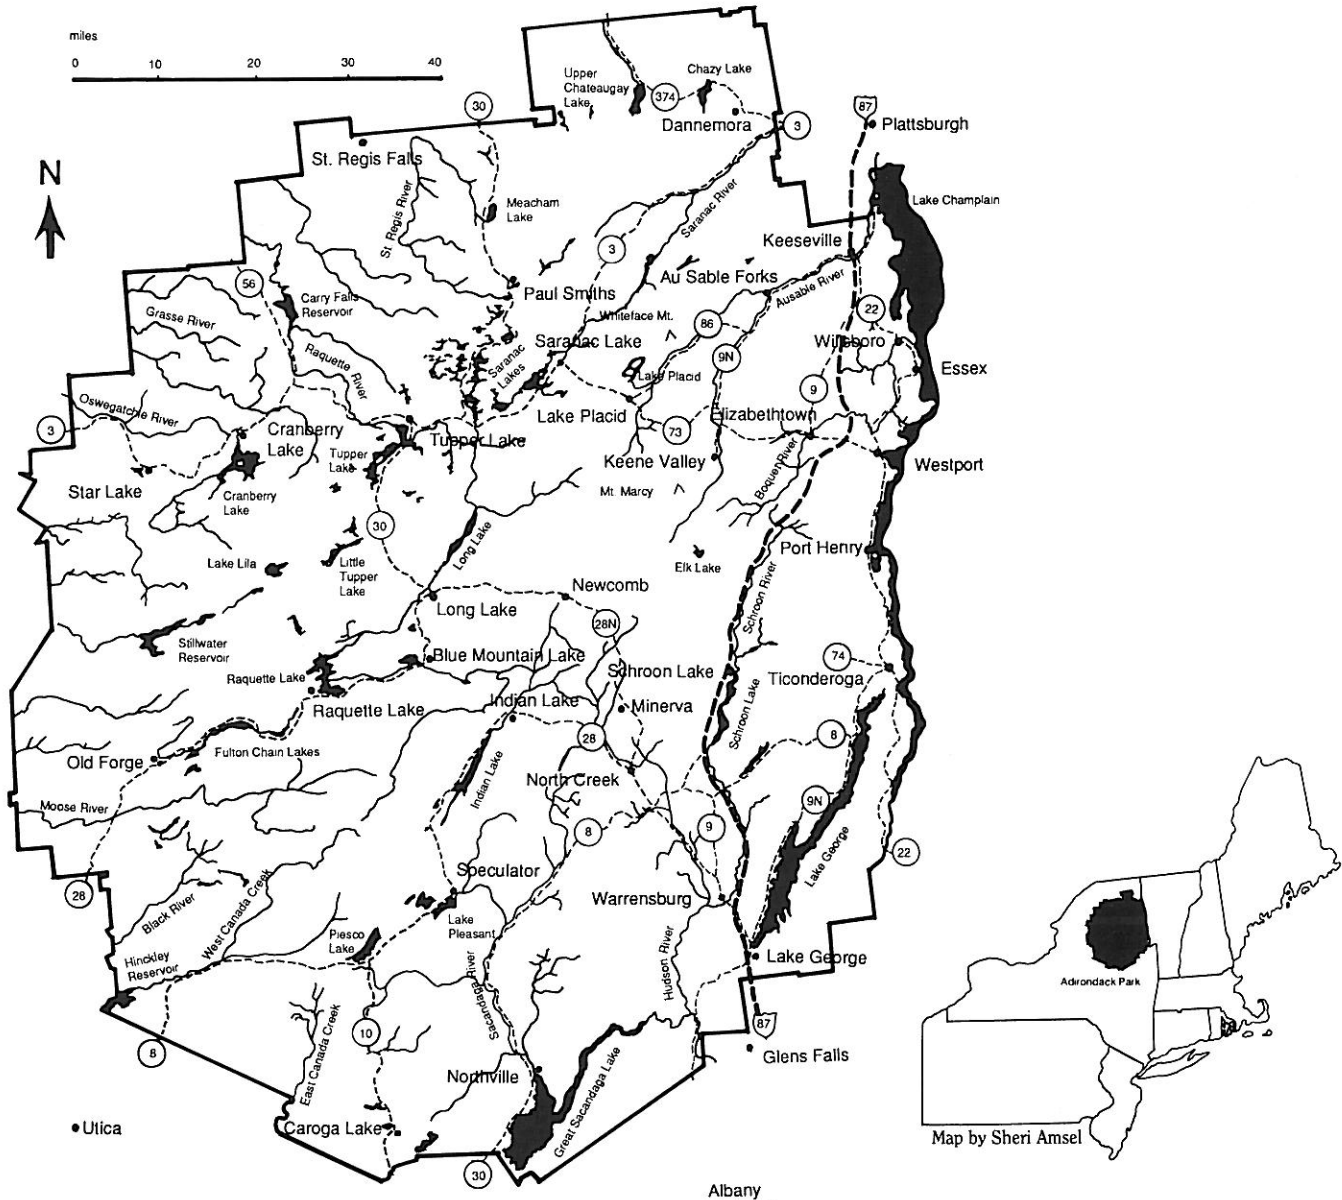 miles
0 10 20 30 40
N
Upper
Chateaugay
Lake
Chazy Lake
374
30
Dannemora
3
87
Plattsburgh
St. Regis Falls
St. Regis River
Meacham
Lake
Saranac River
Lake Champlain
3
Keeseville
56
Carry Falls
Reservoir
Paul Smiths
Au Sable Forks
Ausable River
Grasse River
Whiteface Mt.
86
22
Raquette River
Saranac
Lakes
Saranac Lake
Willsboro
9N
Lake Placid
Essex
9
Oswegatchie River
3
Lake Placid
Elizabethtown
73
Cranberry
Lake
Tupper Lake
Tupper
Lake
Keene Valley
Boquet River
Westport
Star Lake
Cranberry
Lake
Mt. Marcy
30
Long Lake
Port Henry
Lake Lila
Little
Tupper
Lake
Elk Lake
Schroon River
Newcomb
Long Lake
28N
Stillwater
Reservoir
Blue Mountain Lake
Schroon Lake
74
Ticonderoga
Raquette Lake
Raquette Lake
Indian Lake
Minerva
Schroon Lake
28
8
Old Forge
Fulton Chain Lakes
Indian Lake
North Creek
Moose River
9N
8
9
Lake George
22
28
Speculator
Black River
West Canada Creek
Warrensburg
Lake
Pleasant
Piesco
Lake
Hinckley
Reservoir
Sacandaga River
Hudson River
Lake George
Adirondack Park
East Canada Creek
10
87
8
Glens Falls
Northville
Great Sacandaga Lake
Utica
Caroga Lake
30
Map by Sheri Amsel
Albany